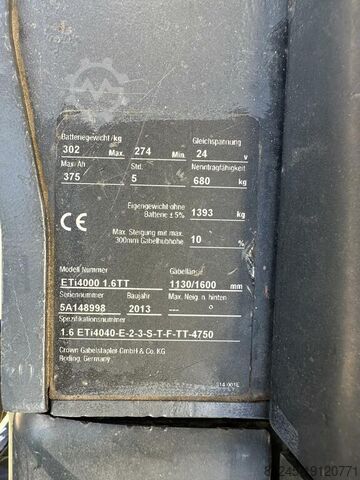 Batteriegewicht/kg Gleichspannung
302 Max. 274 Min. 24 v
Max. Ah Std. Nenntragfähigkeit
375 5 680 kg
Eigengewicht ohne
Batterie ± 5% 1393 kg
Max. Steigung mit max.
300mm Gabelhubhöhe 10 %
CE
Modell Nummer Gabellänge
ETi4000 1.6TT 1130/1600 mm
Seriennummer Baujahr Max. Neig. n. hinten
5A148998 2013 ---
Spezifikationsnummer
1.6 ETi4040-E-2-3-S-T-F-TT-4750
Crown Gabelstapler GmbH & Co. KG
Roding, Germany